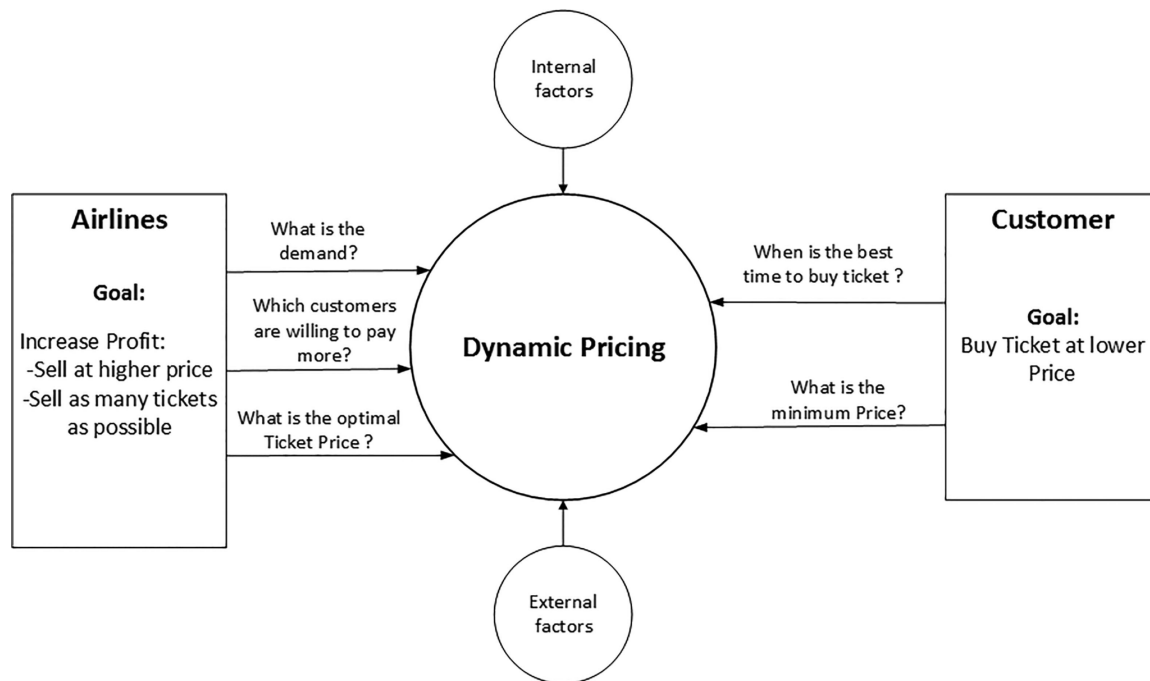 Internal
factors
Airlines
Goal:
Increase Profit:
-Sell at higher price
-Sell as many tickets
as possible
What is the
demand?
Which customers
are willing to pay
more?
What is the optimal
Ticket Price ?
Dynamic Pricing
When is the best
time to buy ticket ?
What is the
minimum Price?
Customer
Goal:
Buy Ticket at lower
Price
External
factors